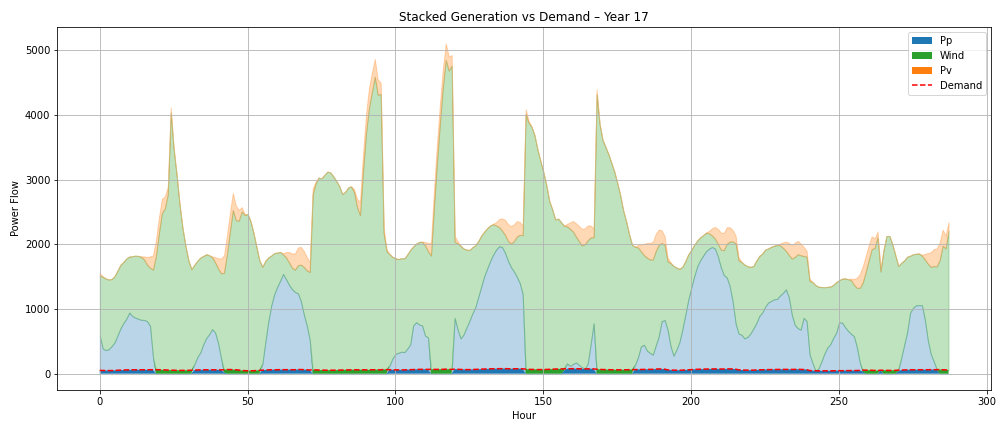 Stacked Generation vs Demand – Year 17
Power Flow
5000
4000
3000
2000
1000
0
Pp
Wind
Pv
Demand
0 50 100 150 200 250 300
Hour